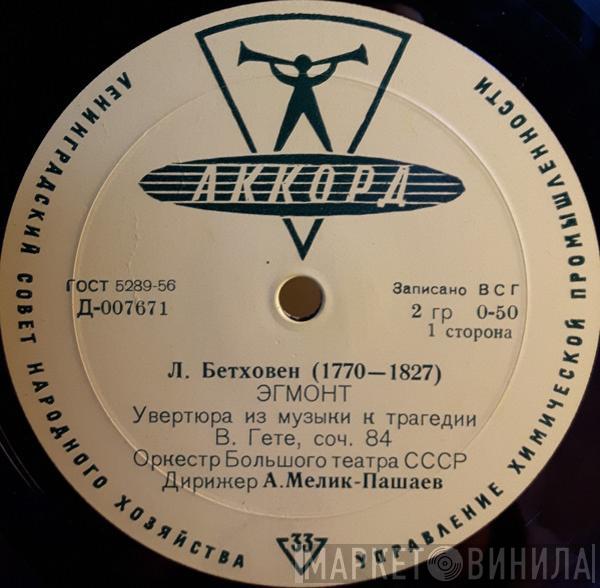 ЛЕНИНГРАДСКИЙ СОВЕТ НАРОДНОГО ХОЗЯЙСТВА
УПРАВЛЕНИЕ ХИМИЧЕСКОЙ ПРОМЫШЛЕННОСТИ
АККОРД
ГОСТ 5289-56
Д-007671
Записано ВСГ
2 гр 0-50
1 сторона
Л. Бетховен (1770—1827)
ЭГМОНТ
Увертюра из музыки к трагедии
В. Гете, соч. 84
Оркестр Большого театра СССР
Дирижер А. Мелик-Пашаев
33
МАРКЕТ ВИНИЛА